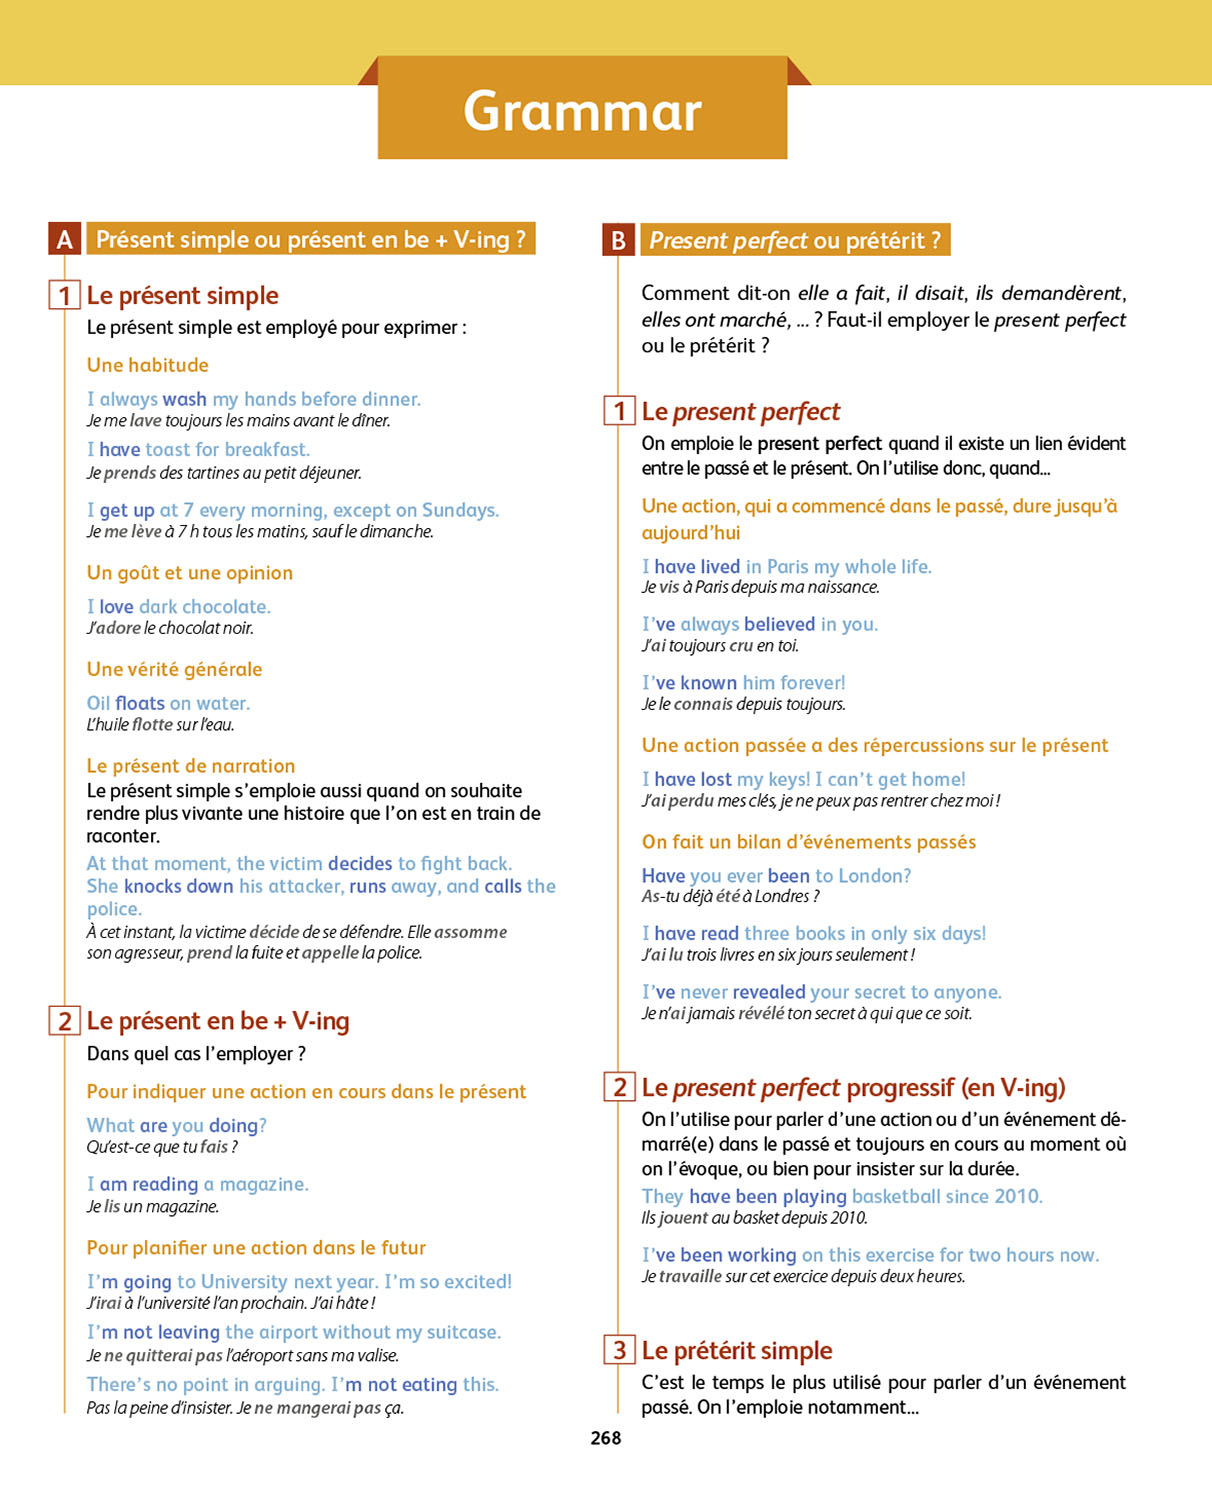 Grammar
A Présent simple ou présent en be + V-ing ?
1 Le présent simple
Le présent simple est employé pour exprimer :
Une habitude
I always wash my hands before dinner.
Je me lave toujours les mains avant le dîner.
I have toast for breakfast.
Je prends des tartines au petit déjeuner.
I get up at 7 every morning, except on Sundays.
Je me lève à 7 h tous les matins, sauf le dimanche.
Un goût et une opinion
I love dark chocolate.
J'adore le chocolat noir.
Une vérité générale
Oil floats on water.
L'huile flotte sur l'eau.
Le présent de narration
Le présent simple s'emploie aussi quand on souhaite
rendre plus vivante une histoire que l'on est en train de
raconter.
At that moment, the victim decides to fight back.
She knocks down his attacker, runs away, and calls the
police.
À cet instant, la victime décide de se défendre. Elle assomme
son agresseur, prend la fuite et appelle la police.
2 Le présent en be + V-ing
Dans quel cas l'employer ?
Pour indiquer une action en cours dans le présent
What are you doing?
Qu'est-ce que tu fais ?
I am reading a magazine.
Je lis un magazine.
Pour planifier une action dans le futur
I'm going to University next year. I'm so excited!
J'irai à l'université l'an prochain. J'ai hâte !
I'm not leaving the airport without my suitcase.
Je ne quitterai pas l'aéroport sans ma valise.
There's no point in arguing. I'm not eating this.
Pas la peine d'insister. Je ne mangerai pas ça.
B Present perfect ou prétérit ?
Comment dit-on elle a fait, il disait, ils demandèrent,
elles ont marché, ... ? Faut-il employer le present perfect
ou le prétérit ?
1 Le present perfect
On emploie le present perfect quand il existe un lien évident
entre le passé et le présent. On l'utilise donc, quand...
Une action, qui a commencé dans le passé, dure jusqu'à
aujourd'hui
I have lived in Paris my whole life.
Je vis à Paris depuis ma naissance.
I've always believed in you.
J'ai toujours cru en toi.
I've known him forever!
Je le connais depuis toujours.
Une action passée a des répercussions sur le présent
I have lost my keys! I can't get home!
J'ai perdu mes clés, je ne peux pas rentrer chez moi !
On fait un bilan d'événements passés
Have you ever been to London?
As-tu déjà été à Londres ?
I have read three books in only six days!
J'ai lu trois livres en six jours seulement !
I've never revealed your secret to anyone.
Je n'ai jamais révélé ton secret à qui que ce soit.
2 Le present perfect progressif (en V-ing)
On l'utilise pour parler d'une action ou d'un événement dé-
marré(e) dans le passé et toujours en cours au moment où
on l'évoque, ou bien pour insister sur la durée.
They have been playing basketball since 2010.
Ils jouent au basket depuis 2010.
I've been working on this exercise for two hours now.
Je travaille sur cet exercice depuis deux heures.
3 Le prétérit simple
C'est le temps le plus utilisé pour parler d'un événement
passé. On l'emploie notamment...
268